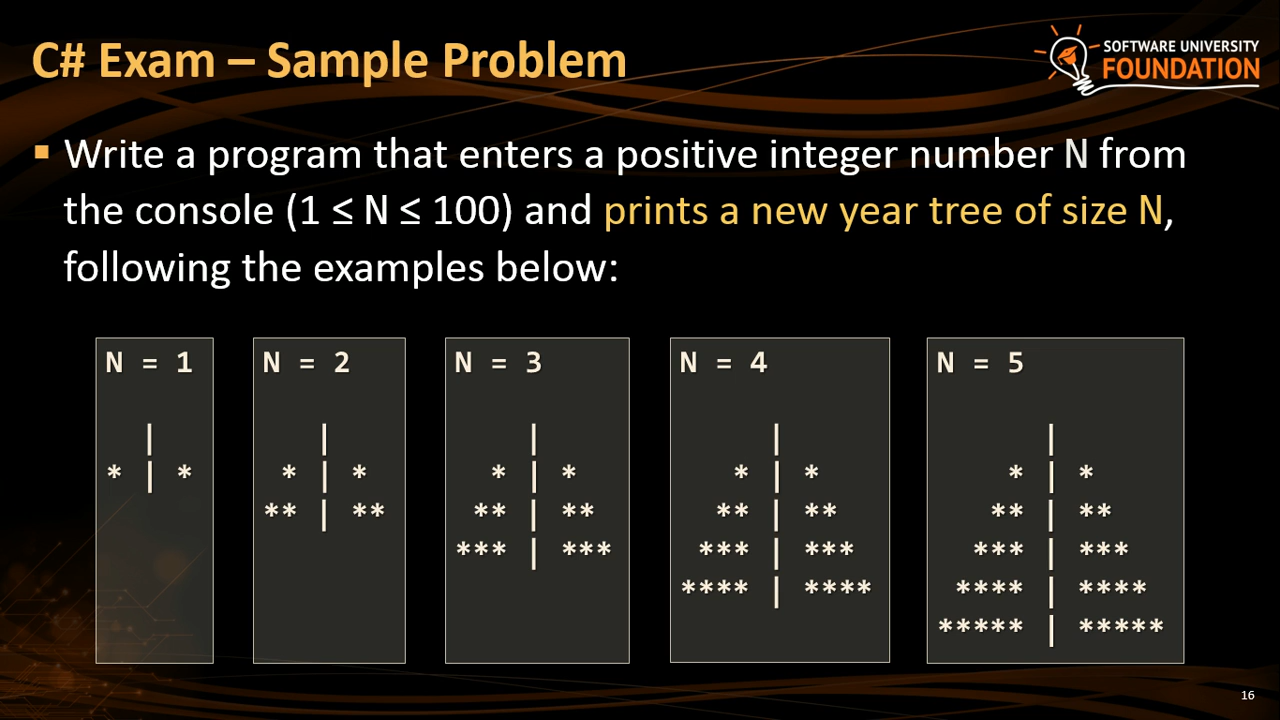 C# Exam – Sample Problem
SOFTWARE UNIVERSITY
FOUNDATION
▪ Write a program that enters a positive integer number N from
the console (1 ≤ N ≤ 100) and prints a new year tree of size N,
following the examples below:
N = 1
  |
* | *
N = 2
   |
 * | *
** | **
N = 3
    |
  * | *
 ** | **
*** | ***
N = 4
     |
   * | *
  ** | **
 *** | ***
**** | ****
N = 5
      |
    * | *
   ** | **
  *** | ***
 **** | ****
***** | *****
16